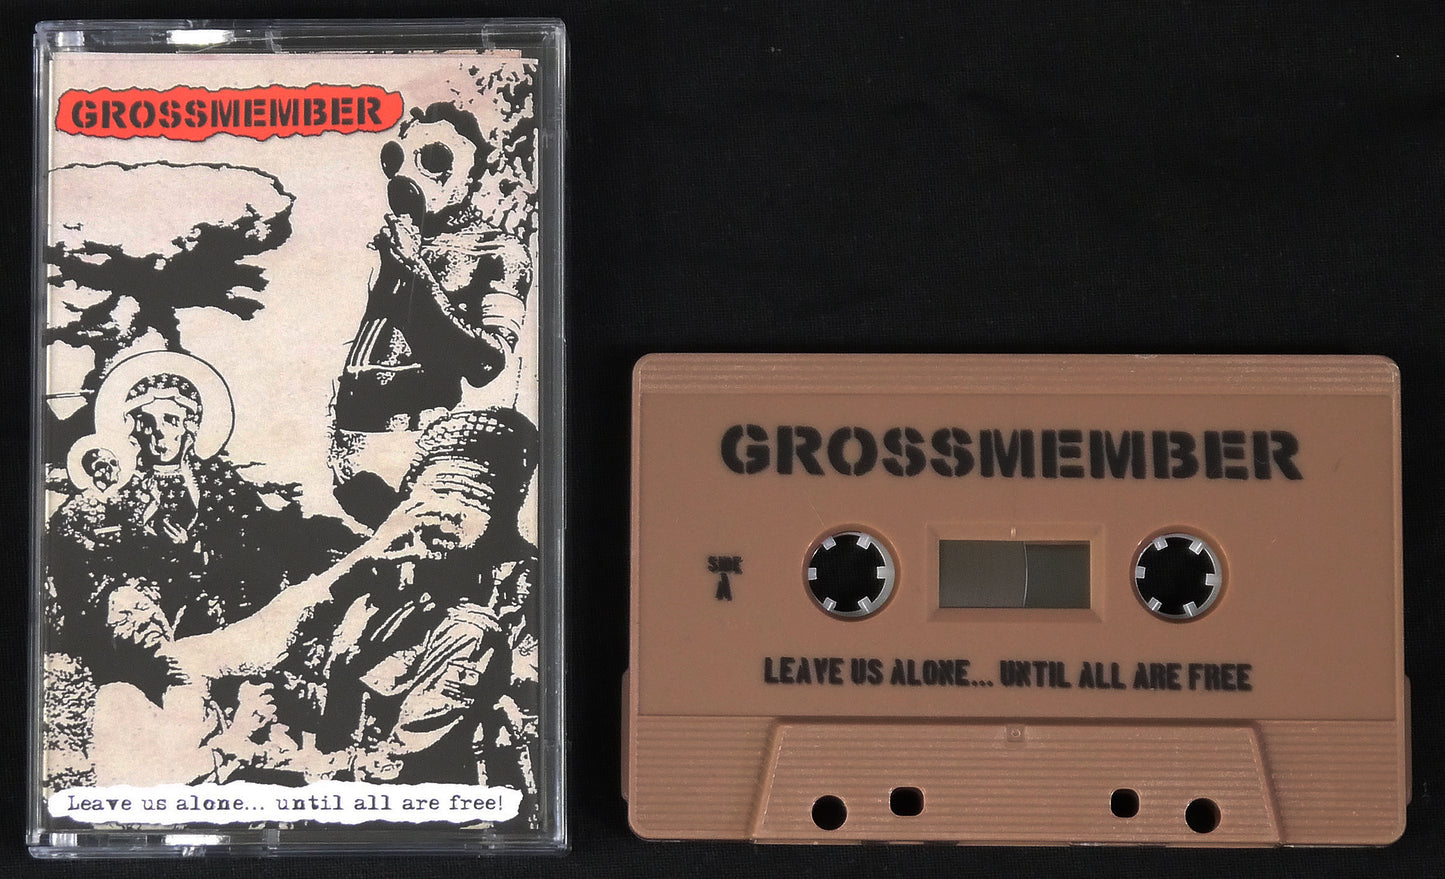 GROSSMEMBER
Leave us alone... until all are free!
GROSSMEMBER
SIDE
A
LEAVE US ALONE... UNTIL ALL ARE FREE